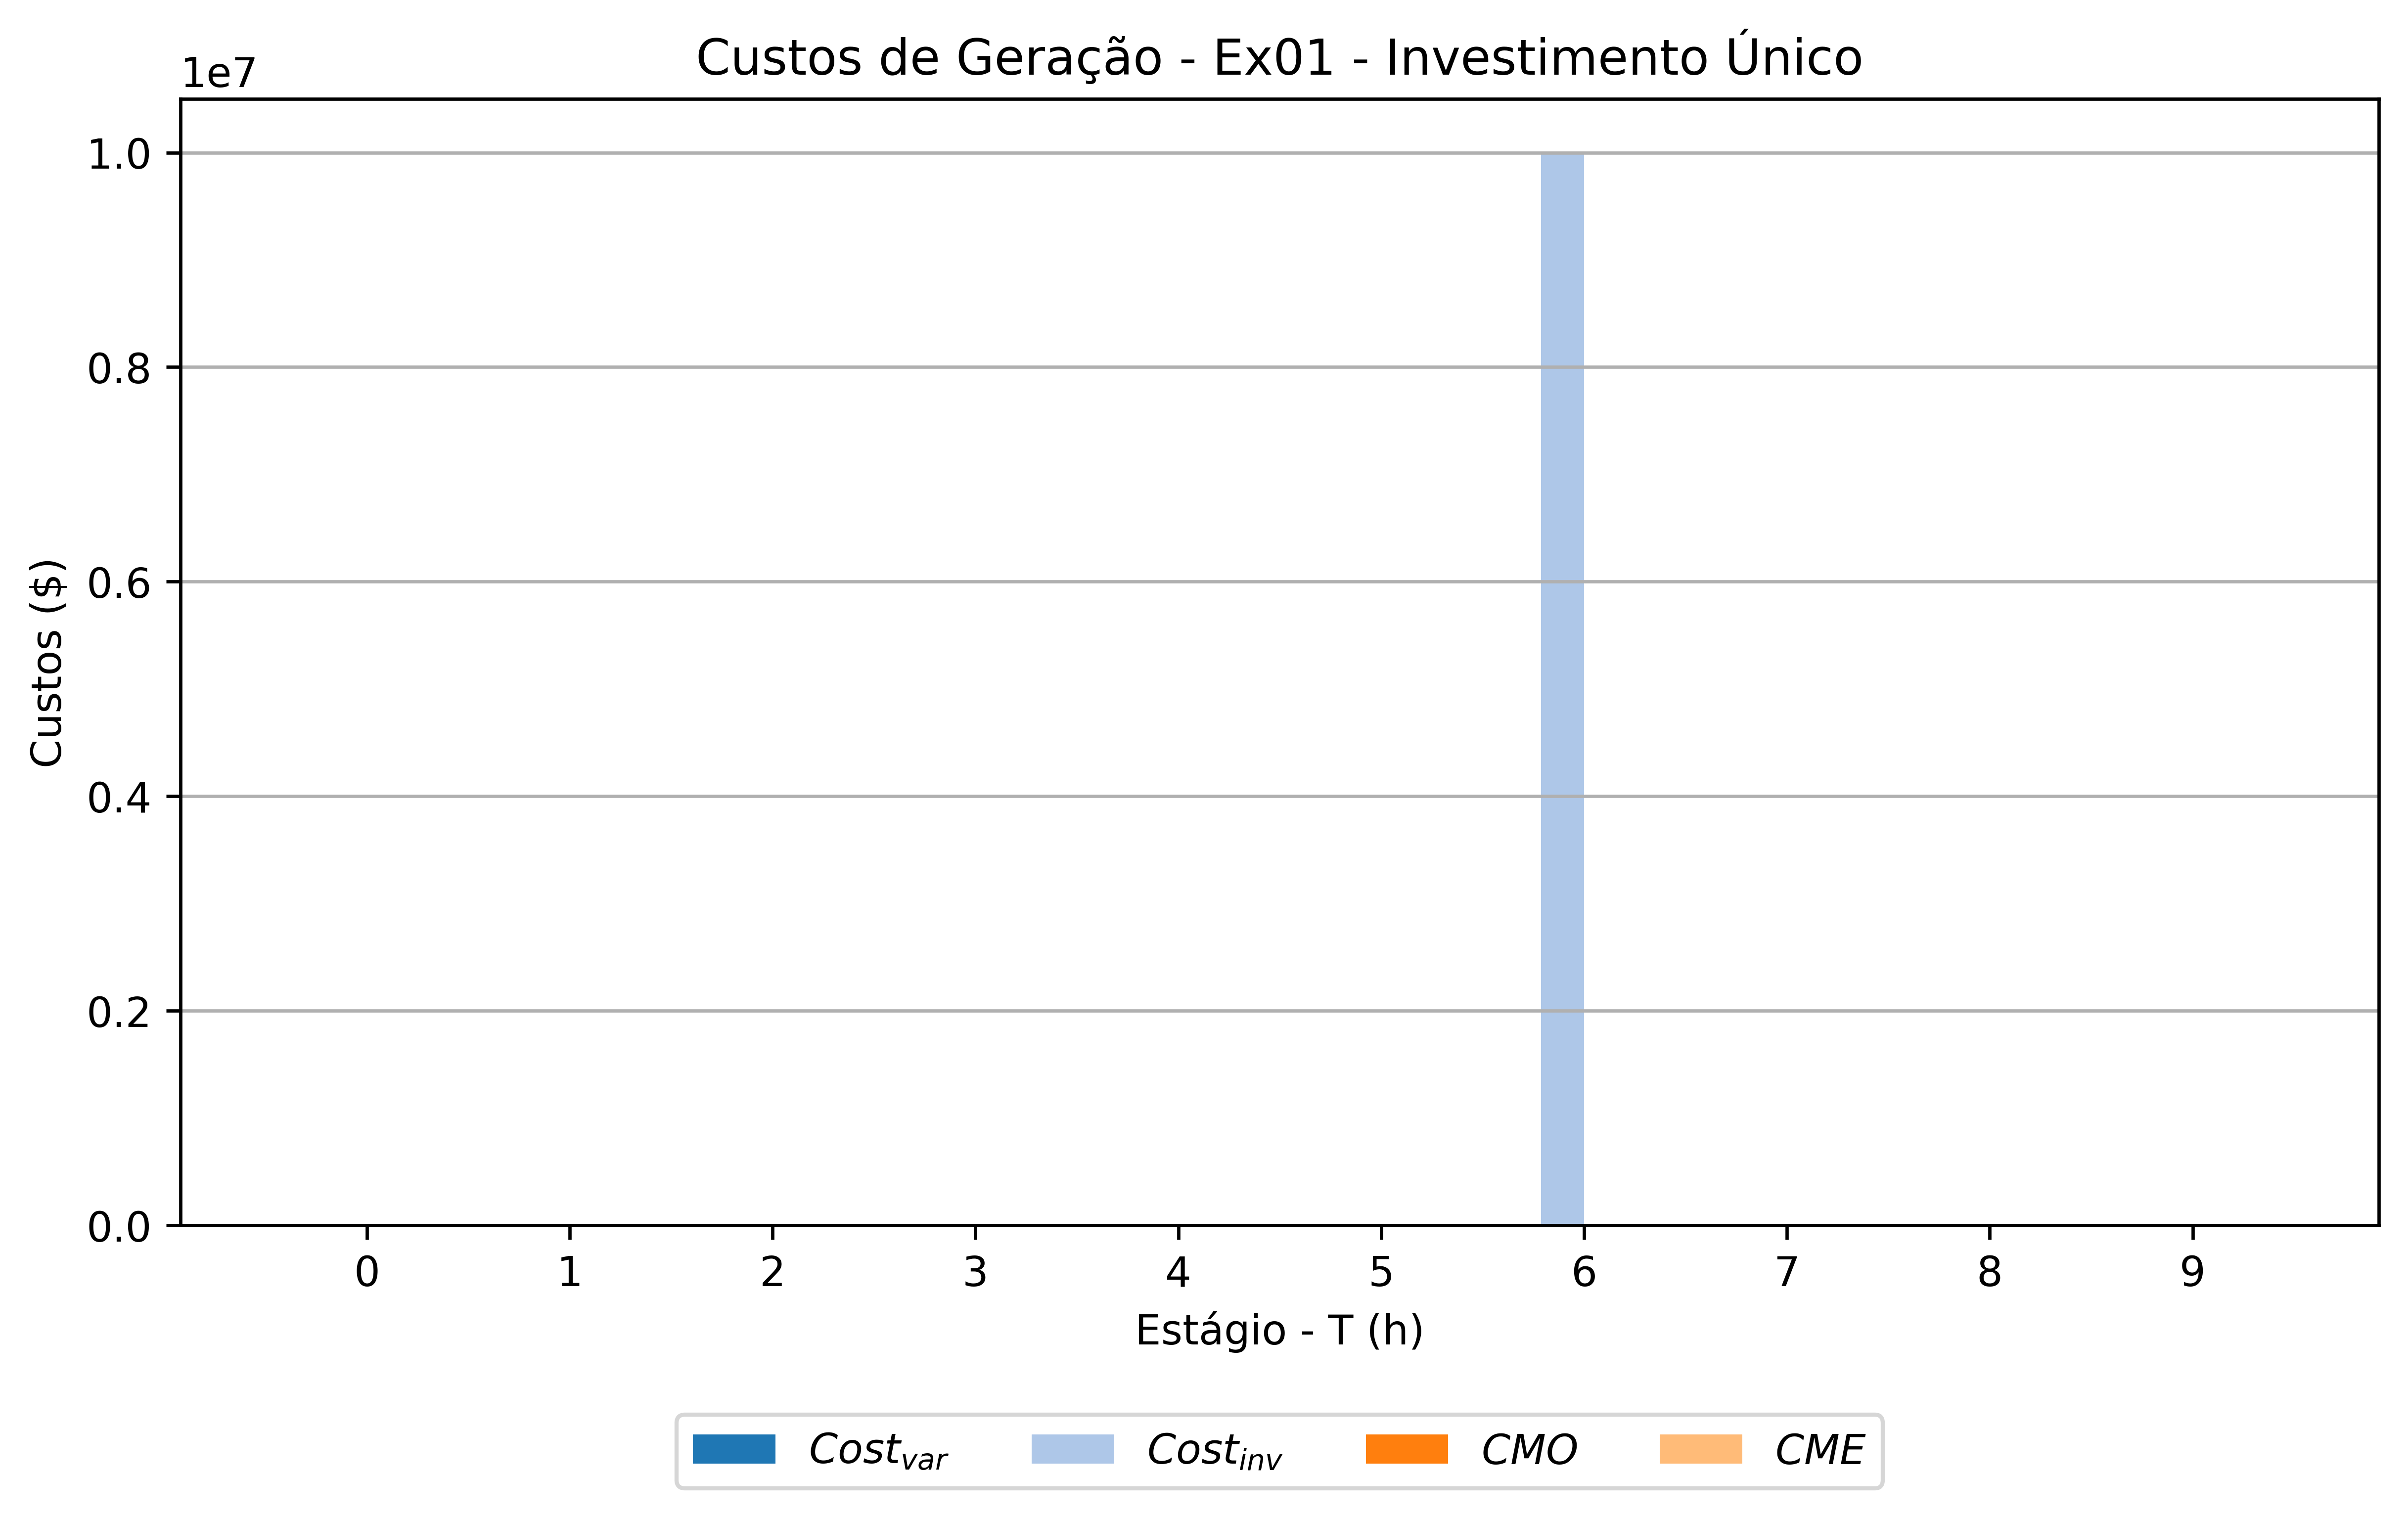 Custos de Geração - Ex01 - Investimento Único
1e7
1.0
0.8
0.6
0.4
0.2
0.0
Custos ($)
0 1 2 3 4 5 6 7 8 9
Estágio - T (h)
Cost_var Cost_inv CMO CME